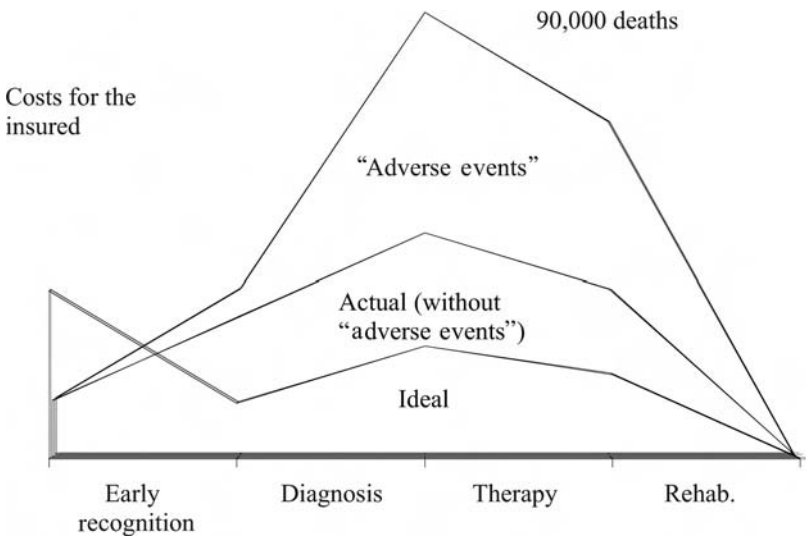 90,000 deaths
Costs for the
insured
“Adverse events”
Actual (without
“adverse events”)
Ideal
Early
recognition
Diagnosis
Therapy
Rehab.